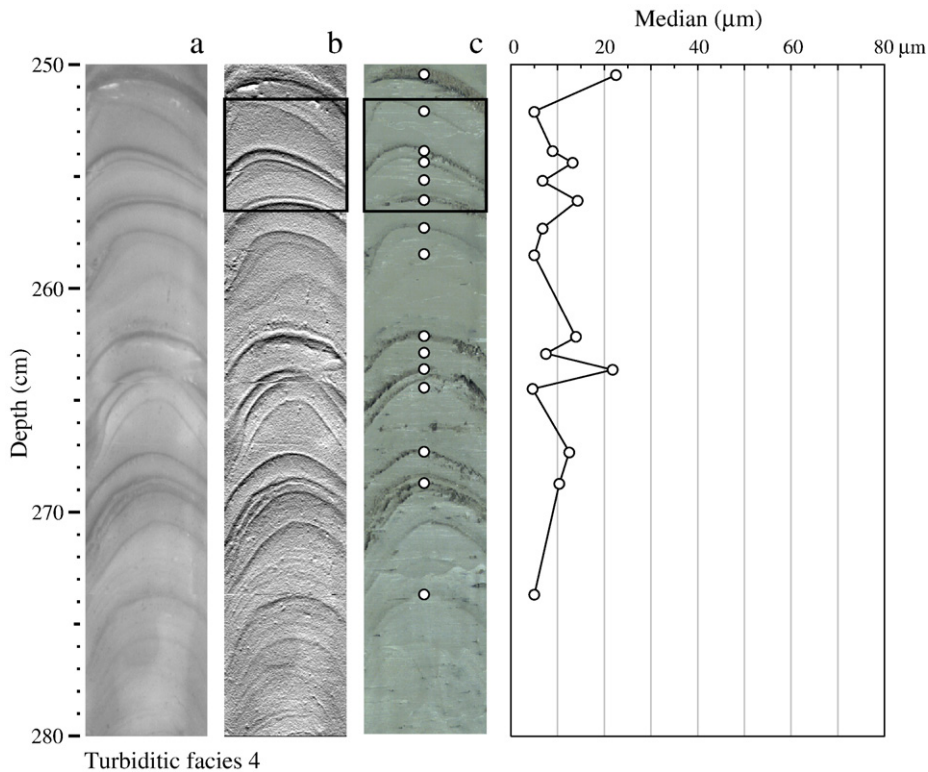 Median (µm)
a b c 0 20 40 60 80 µm
250
260
Depth (cm)
270
280
Turbiditic facies 4